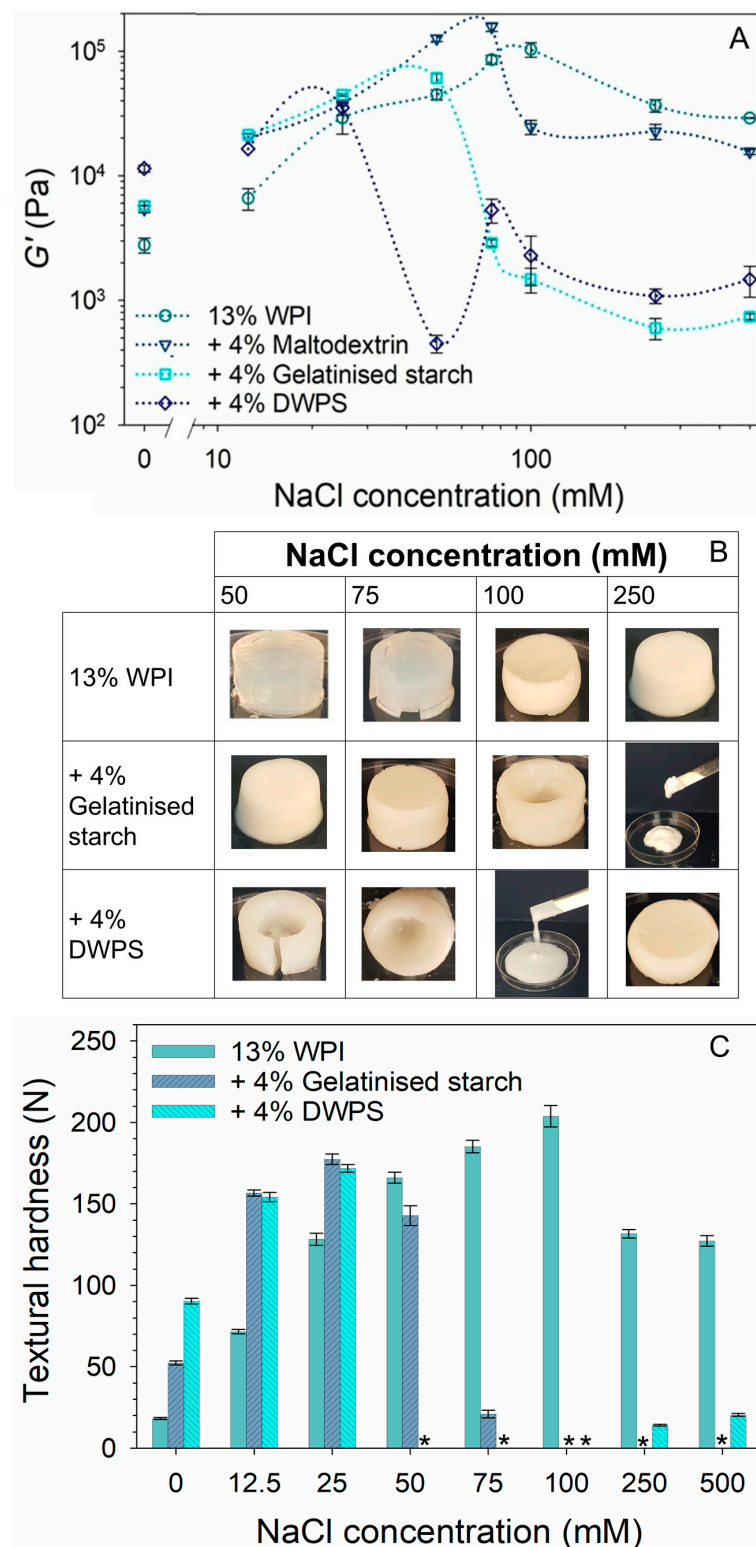 A
10⁵
10⁴
10³
10²
G' (Pa)
13% WPI
+ 4% Maltodextrin
+ 4% Gelatinised starch
+ 4% DWPS
0
10
100
NaCl concentration (mM)
NaCl concentration (mM)
B
50
75
100
250
13% WPI
+ 4%
Gelatinised
starch
+ 4%
DWPS
C
250
200
150
100
50
0
Textural hardness (N)
13% WPI
+ 4% Gelatinised starch
+ 4% DWPS
* * * * * *
0 12.5 25 50 75 100 250 500
NaCl concentration (mM)